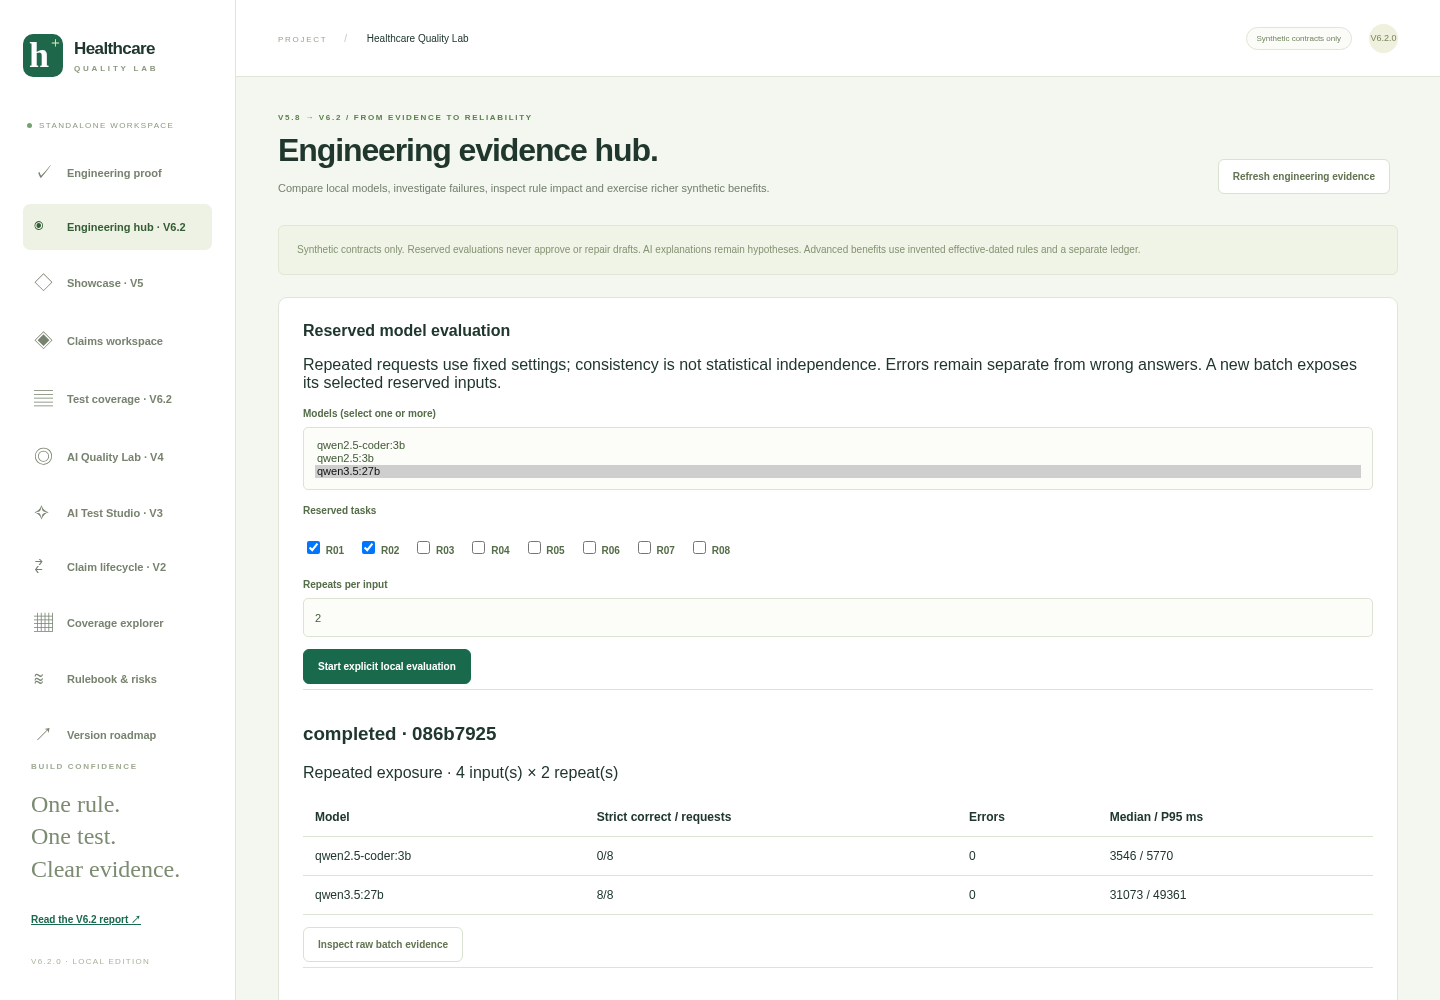 h+
Healthcare
QUALITY LAB
STANDALONE WORKSPACE
Engineering proof
Engineering hub · V6.2
Showcase · V5
Claims workspace
Test coverage · V6.2
AI Quality Lab · V4
AI Test Studio · V3
Claim lifecycle · V2
Coverage explorer
Rulebook & risks
Version roadmap
BUILD CONFIDENCE
One rule.
One test.
Clear evidence.
Read the V6.2 report ↗
V6.2.0 · LOCAL EDITION
PROJECT / Healthcare Quality Lab
Synthetic contracts only
V6.2.0
V5.8 → V6.2 / FROM EVIDENCE TO RELIABILITY
Engineering evidence hub.
Compare local models, investigate failures, inspect rule impact and exercise richer synthetic benefits.
Refresh engineering evidence
Synthetic contracts only. Reserved evaluations never approve or repair drafts. AI explanations remain hypotheses. Advanced benefits use invented effective-dated rules and a separate ledger.
Reserved model evaluation
Repeated requests use fixed settings; consistency is not statistical independence. Errors remain separate from wrong answers. A new batch exposes
its selected reserved inputs.
Models (select one or more)
qwen2.5-coder:3b
qwen2.5:3b
qwen3.5:27b
Reserved tasks
R01 R02 R03 R04 R05 R06 R07 R08
Repeats per input
2
Start explicit local evaluation
completed · 086b7925
Repeated exposure · 4 input(s) × 2 repeat(s)
Model Strict correct / requests Errors Median / P95 ms
qwen2.5-coder:3b 0/8 0 3546 / 5770
qwen3.5:27b 8/8 0 31073 / 49361
Inspect raw batch evidence